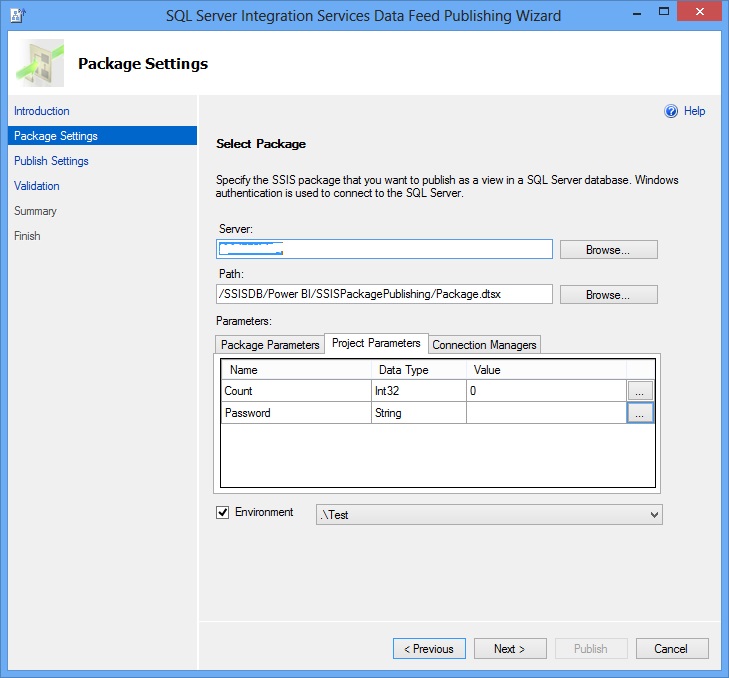 SQL Server Integration Services Data Feed Publishing Wizard
Package Settings
Introduction
Package Settings
Publish Settings
Validation
Summary
Finish
Help
Select Package
Specify the SSIS package that you want to publish as a view in a SQL Server database. Windows
authentication is used to connect to the SQL Server.
Server:
Browse...
Path:
/SSISDB/Power BI/SSISPackagePublishing/Package.dtsx
Browse...
Parameters:
Package Parameters Project Parameters Connection Managers
Name Data Type Value
Count Int32 0 ...
Password String ...
Environment .\Test
< Previous Next > Publish Cancel